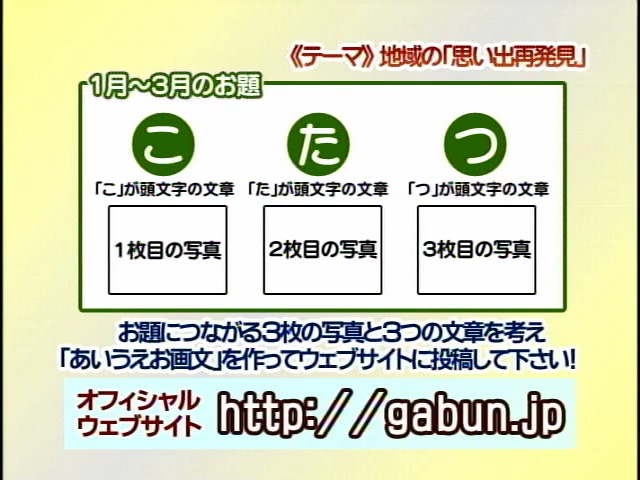 《テーマ》地域の「思い出再発見」
1月～3月のお題
こ
た
つ
「こ」が頭文字の文章
「た」が頭文字の文章
「つ」が頭文字の文章
1枚目の写真
2枚目の写真
3枚目の写真
お題につながる3枚の写真と3つの文章を考え
「あいうえお画文」を作ってウェブサイトに投稿して下さい!
オフィシャル
ウェブサイト
http://gabun.jp